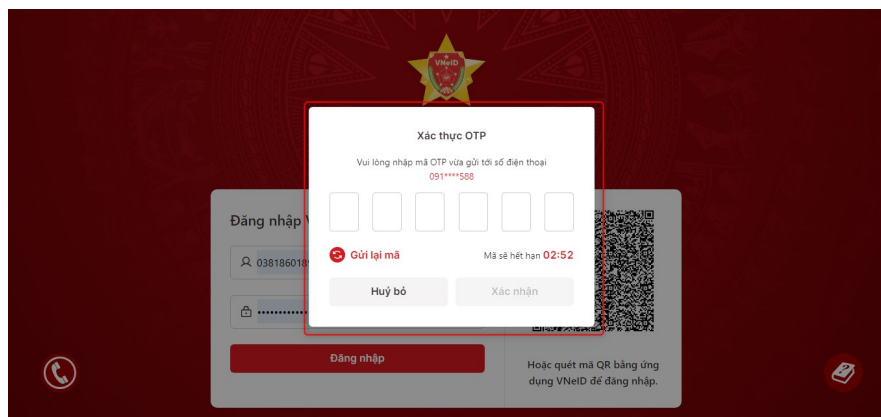 VNeID
Xác thực OTP
Vui lòng nhập mã OTP vừa gửi tới số điện thoại
091****588
Đăng nhập V
038186018
Gửi lại mã
Mã sẽ hết hạn 02:52
Huỷ bỏ
Xác nhận
Đăng nhập
Hoặc quét mã QR bằng ứng
dụng VNeID để đăng nhập.